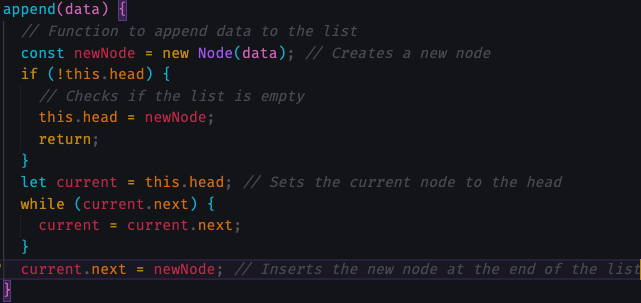 append(data) {
// Function to append data to the list
const newNode = new Node(data); // Creates a new node
if (!this.head) {
// Checks if the list is empty
this.head = newNode;
return;
}
let current = this.head; // Sets the current node to the head
while (current.next) {
current = current.next;
}
current.next = newNode; // Inserts the new node at the end of the list
}